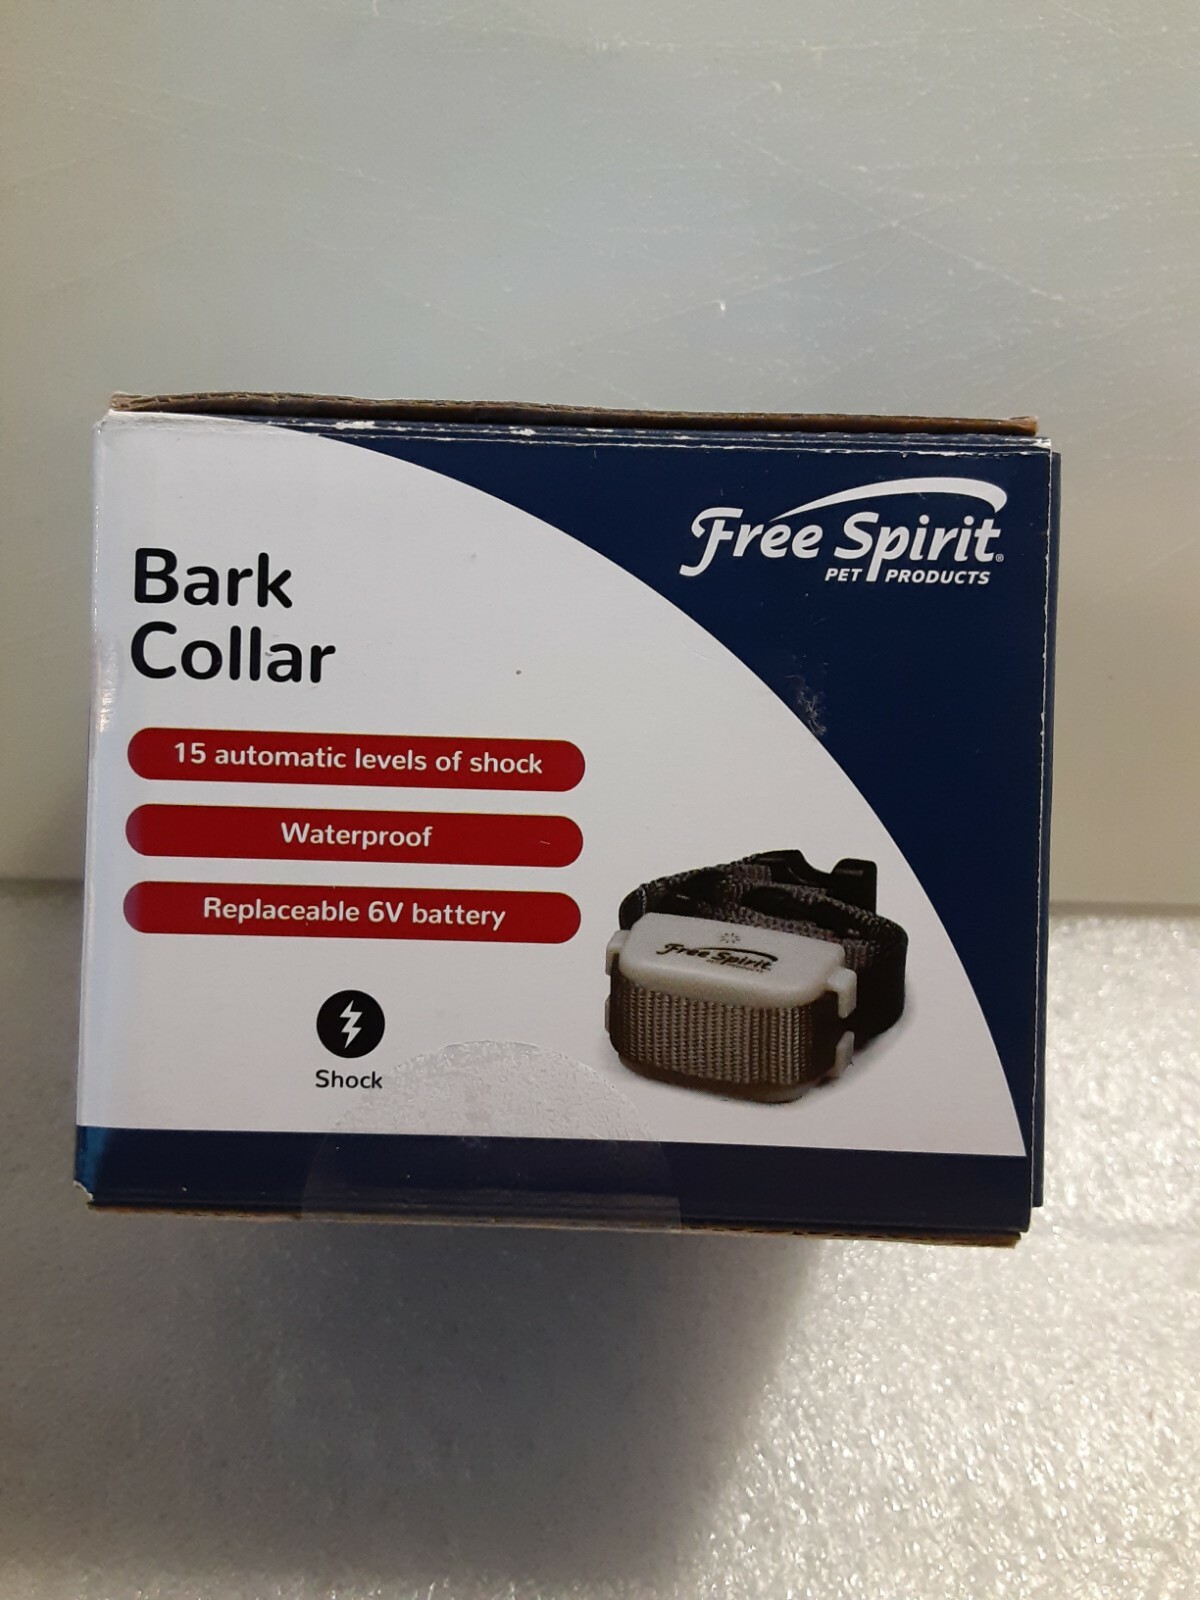 Free Spirit®
PET PRODUCTS
Bark
Collar
15 automatic levels of shock
Waterproof
Replaceable 6V battery
Free Spirit
Shock